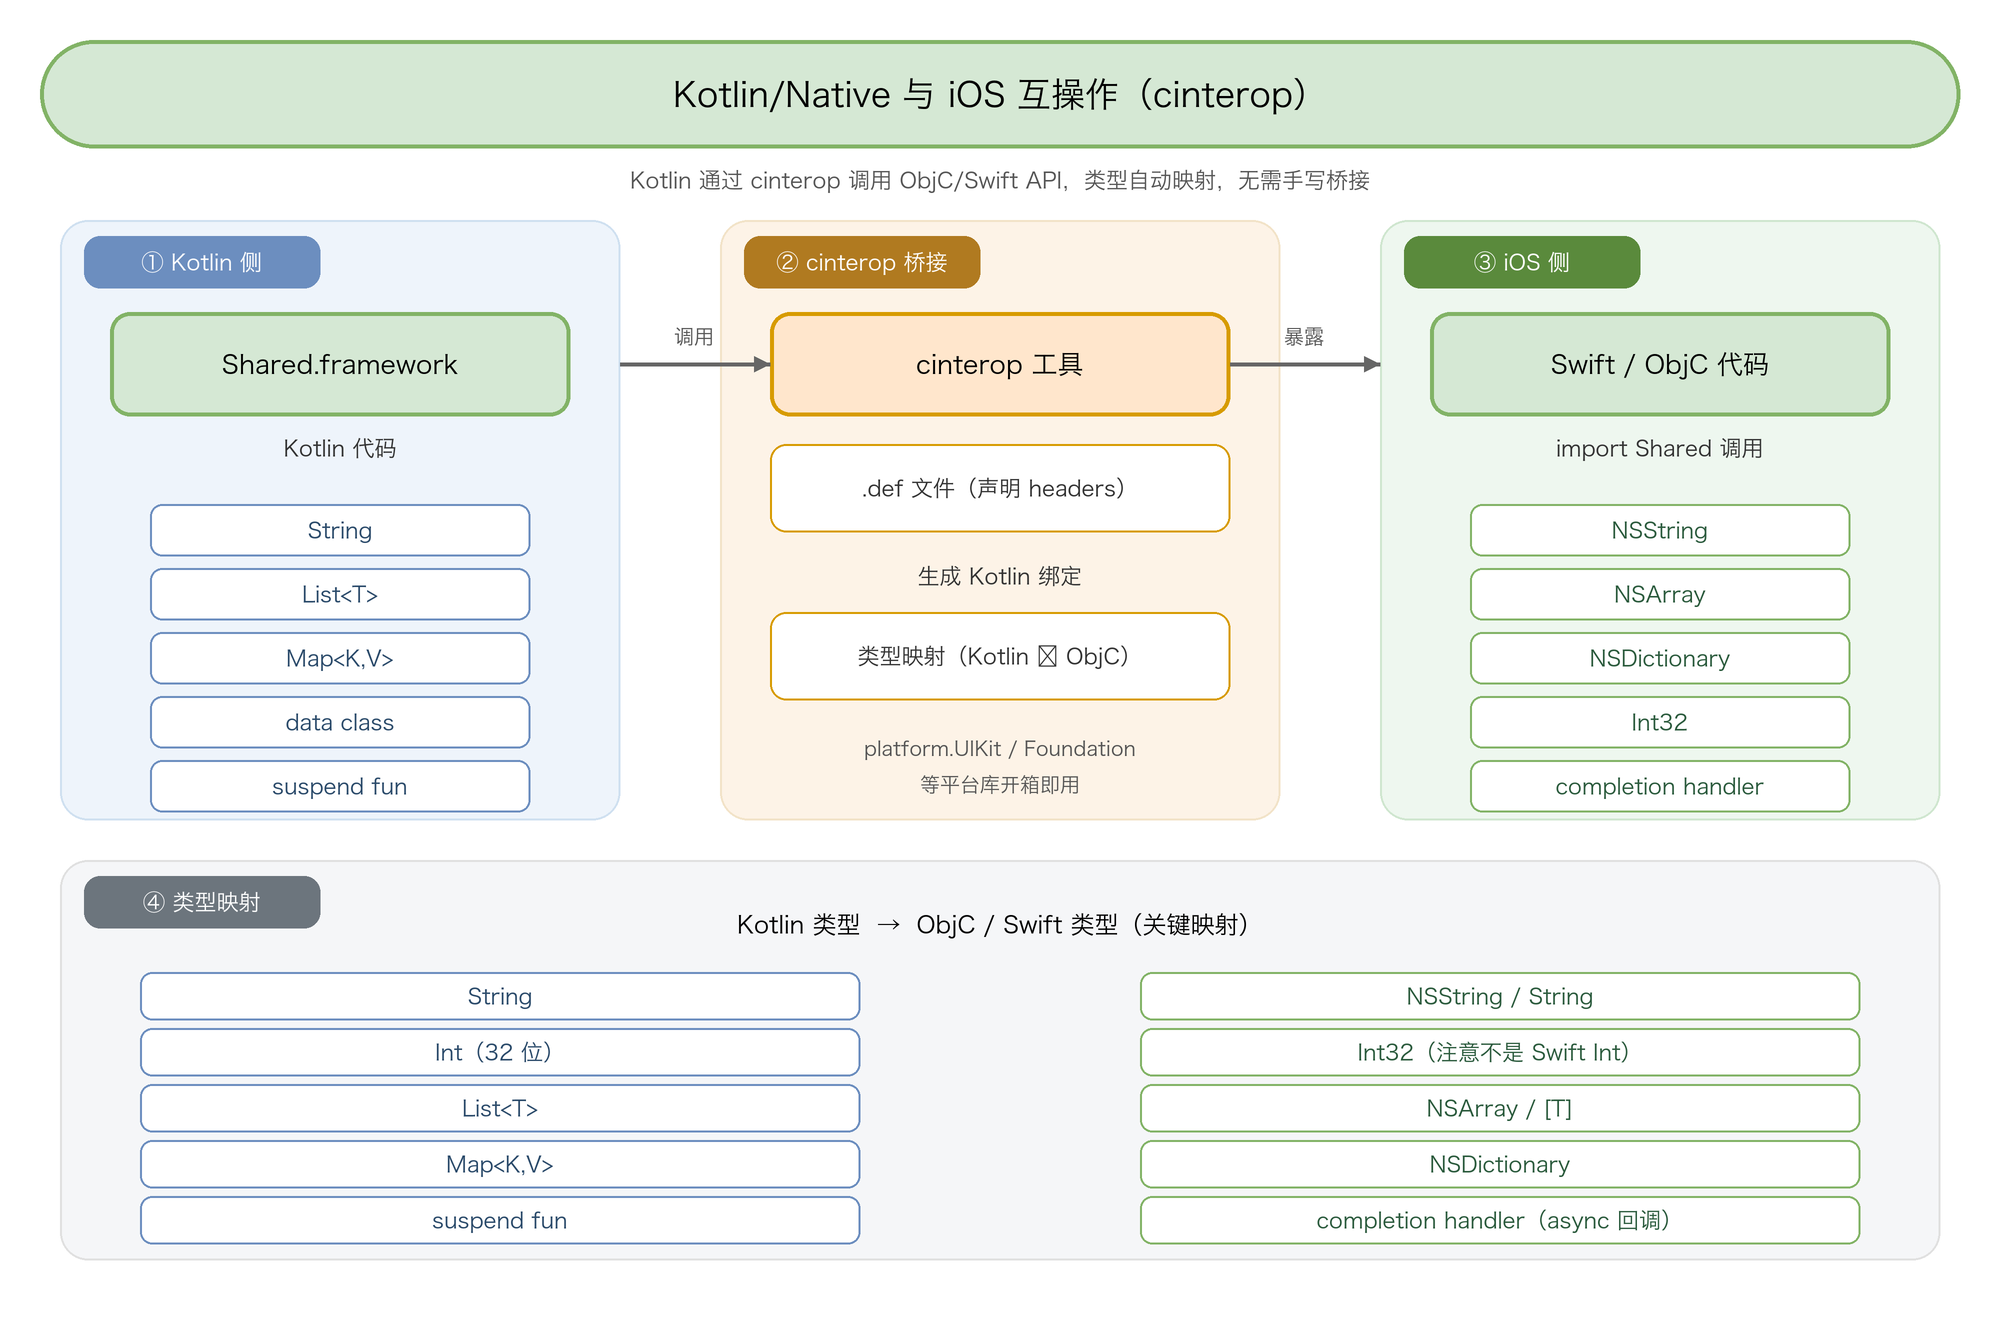 Kotlin/Native 与 iOS 互操作（cinterop）
Kotlin 通过 cinterop 调用 ObjC/Swift API，类型自动映射，无需手写桥接
① Kotlin 侧
Shared.framework
Kotlin 代码
String
List<T>
Map<K,V>
data class
suspend fun
调用
② cinterop 桥接
cinterop 工具
.def 文件（声明 headers）
生成 Kotlin 绑定
类型映射（Kotlin ☒ ObjC）
platform.UIKit / Foundation
等平台库开箱即用
暴露
③ iOS 侧
Swift / ObjC 代码
import Shared 调用
NSString
NSArray
NSDictionary
Int32
completion handler
④ 类型映射
Kotlin 类型 → ObjC / Swift 类型（关键映射）
String
NSString / String
Int（32 位）
Int32（注意不是 Swift Int）
List<T>
NSArray / [T]
Map<K,V>
NSDictionary
suspend fun
completion handler（async 回调）